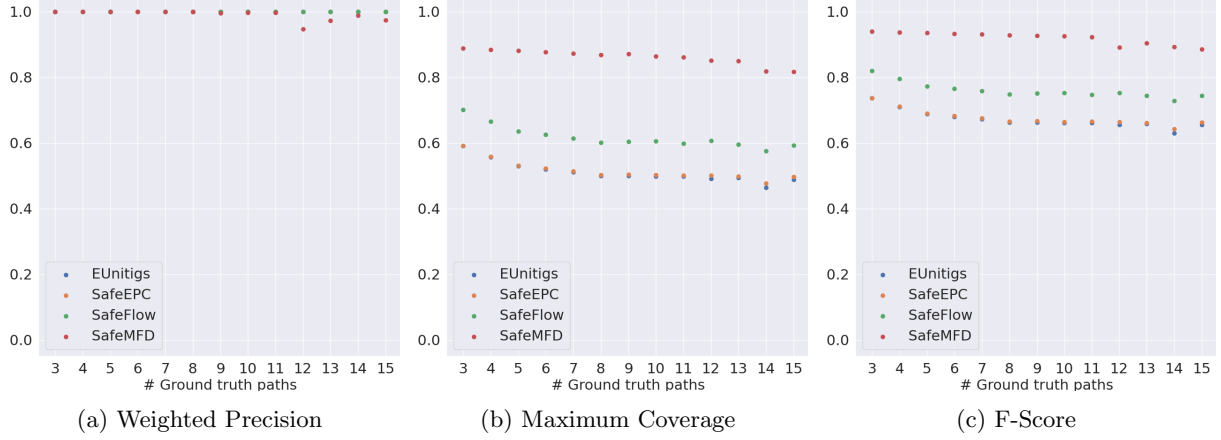 1.0
0.8
0.6
0.4
0.2
0.0
EUnitigs
SafeEPC
SafeFlow
SafeMFD
3 4 5 6 7 8 9 10 11 12 13 14 15
# Ground truth paths
(a) Weighted Precision
1.0
0.8
0.6
0.4
0.2
0.0
EUnitigs
SafeEPC
SafeFlow
SafeMFD
3 4 5 6 7 8 9 10 11 12 13 14 15
# Ground truth paths
(b) Maximum Coverage
1.0
0.8
0.6
0.4
0.2
0.0
EUnitigs
SafeEPC
SafeFlow
SafeMFD
3 4 5 6 7 8 9 10 11 12 13 14 15
# Ground truth paths
(c) F-Score